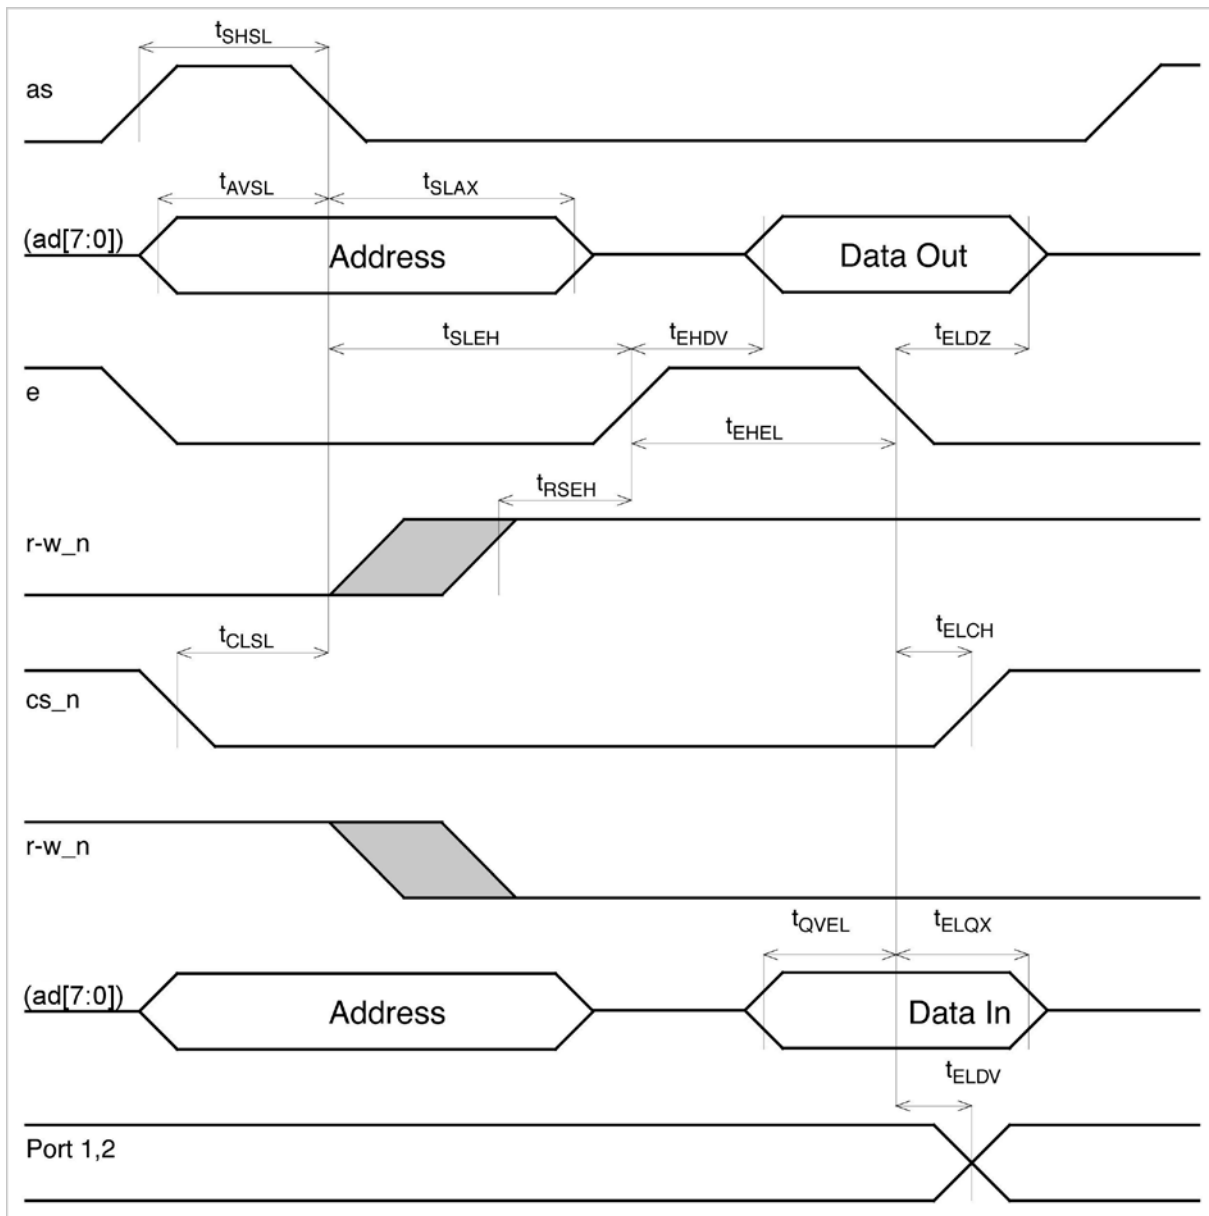 tSHSL
as
tAVSL tSLAX
(ad[7:0]) Address Data Out
tSLEH tEHDV tELDZ
e
tEHEL
tRSEH
r-w_n
tCLSL tELCH
cs_n
r-w_n
tQVEL tELQX
(ad[7:0]) Address Data In
tELDV
Port 1,2